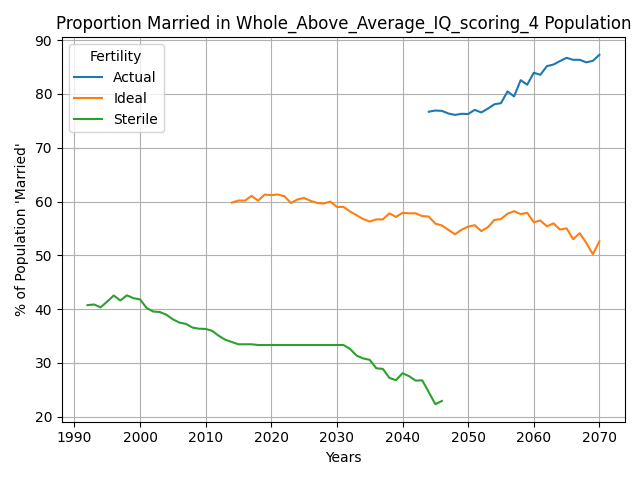 Proportion Married in Whole_Above_Average_IQ_scoring_4 Population
Fertility
Actual
Ideal
Sterile
% of Population 'Married'
90
80
70
60
50
40
30
20
1990 2000 2010 2020 2030 2040 2050 2060 2070
Years